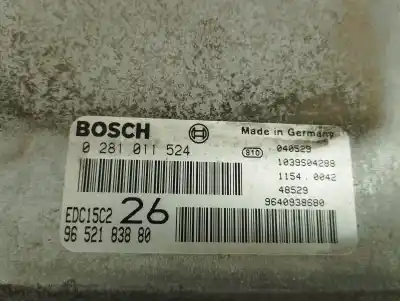 BOSCH
Made in Germany
0 281 011 524
810
040529
1039S04288
1154.0042
48529
9640938680
EDC15C2 26
96 521 838 80